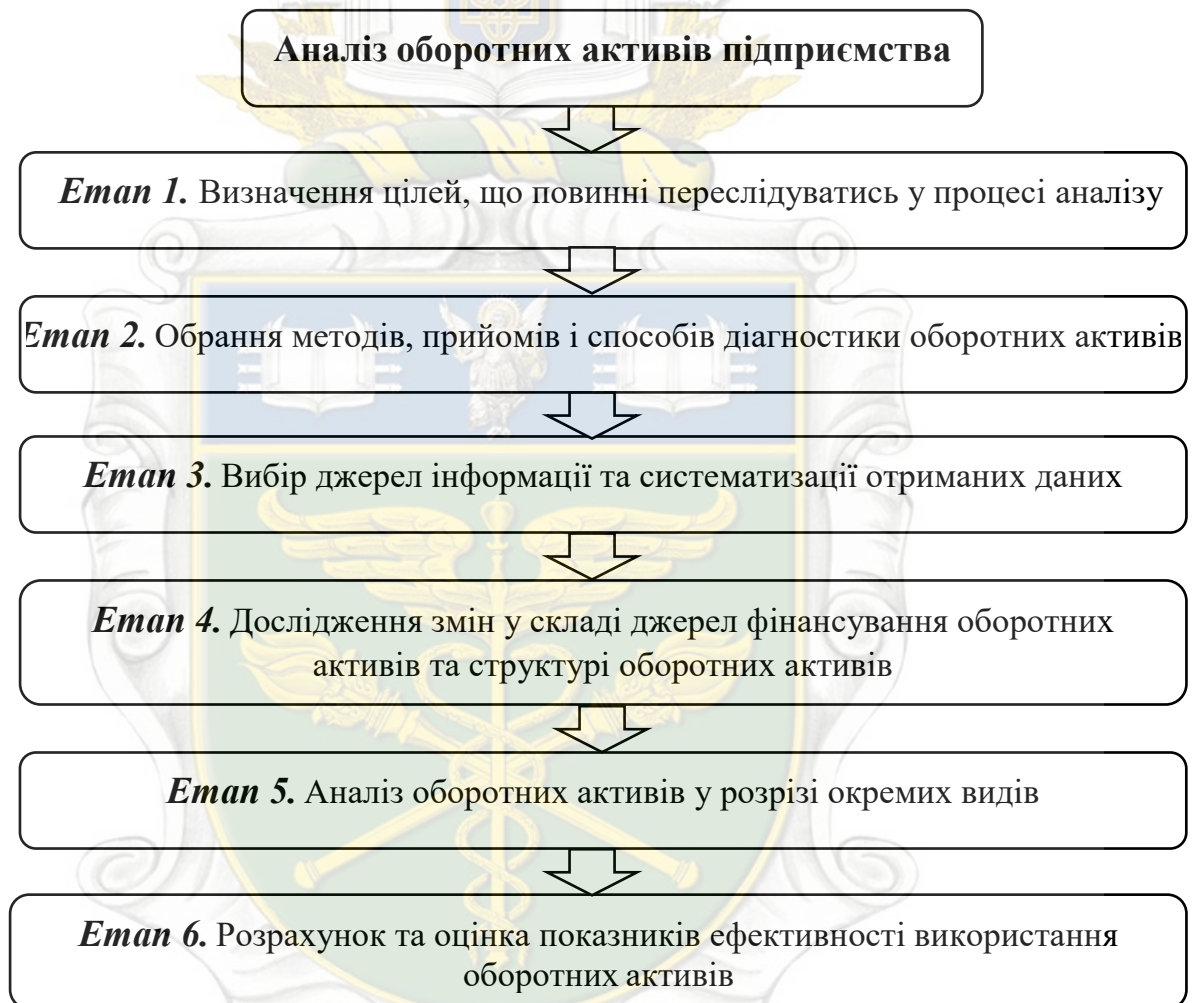 Аналіз оборотних активів підприємства
Етап 1. Визначення цілей, що повинні переслідуватись у процесі аналізу
Етап 2. Обрання методів, прийомів і способів діагностики оборотних активів
Етап 3. Вибір джерел інформації та систематизації отриманих даних
Етап 4. Дослідження змін у складі джерел фінансування оборотних
активів та структурі оборотних активів
Етап 5. Аналіз оборотних активів у розрізі окремих видів
Етап 6. Розрахунок та оцінка показників ефективності використання
оборотних активів